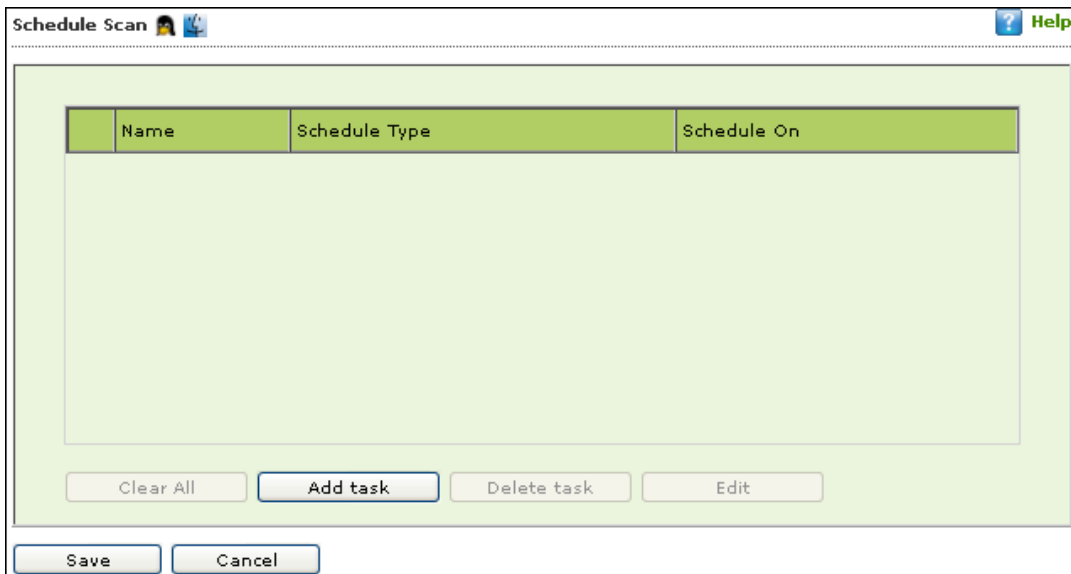 Schedule Scan
? Help
Name Schedule Type Schedule On
Clear All Add task Delete task Edit
Save Cancel